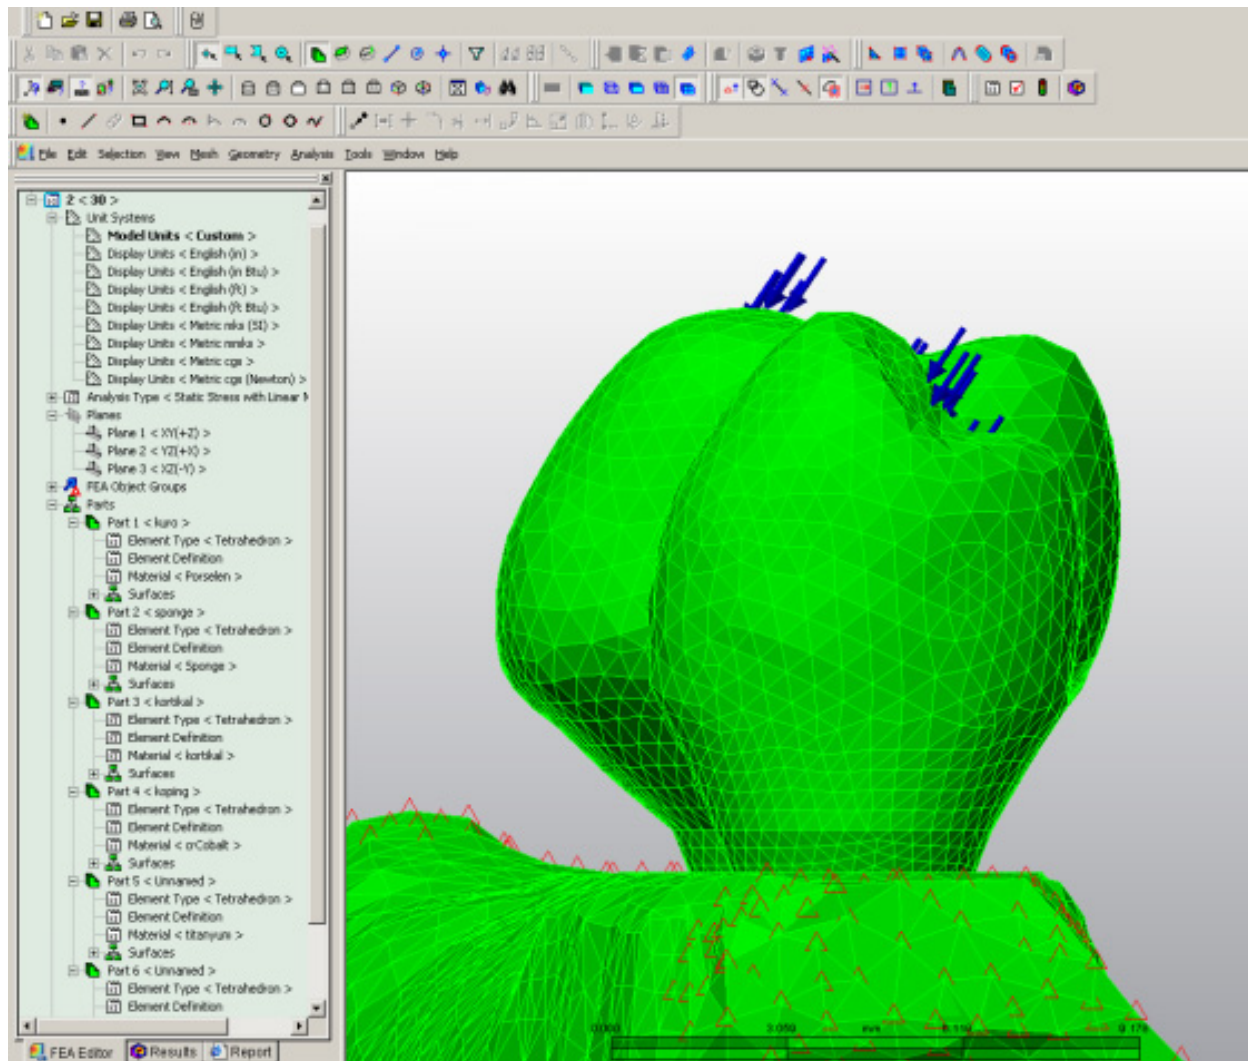 File Edit Selection View Mesh Geometry Analysis Tools Window Help
2 < 3D >
Unit Systems
Model Units < Custom >
Display Units < English (in) >
Display Units < English (in Btu) >
Display Units < English (ft) >
Display Units < English (ft Btu) >
Display Units < Metric mks (SI) >
Display Units < Metric mmks >
Display Units < Metric cgs >
Display Units < Metric cgs (Newton) >
Analysis Type < Static Stress with Linear M
Planes
Plane 1 < XY(+Z) >
Plane 2 < YZ(+X) >
Plane 3 < XZ(-Y) >
FEA Object Groups
Parts
Part 1 < kuro >
Element Type < Tetrahedron >
Element Definition
Material < Porselen >
Surfaces
Part 2 < sponge >
Element Type < Tetrahedron >
Element Definition
Material < Sponge >
Surfaces
Part 3 < kortikal >
Element Type < Tetrahedron >
Element Definition
Material < kortikal >
Surfaces
Part 4 < koping >
Element Type < Tetrahedron >
Element Definition
Material < crCobalt >
Surfaces
Part 5 < Unnamed >
Element Type < Tetrahedron >
Element Definition
Material < titanyum >
Surfaces
Part 6 < Unnamed >
Element Type < Tetrahedron >
Element Definition
0.000 3.059 mm
FEA Editor Results Report